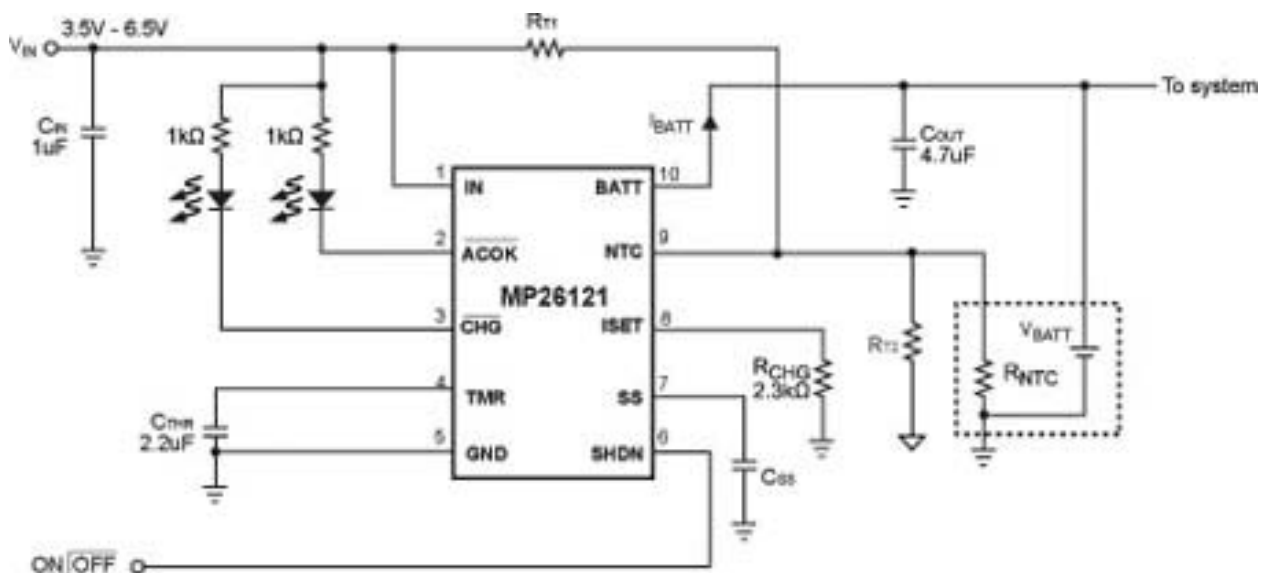 3.5V - 6.5V
VIN
RT1
To system
CIN
1uF
1kΩ
1kΩ
IBATT
COUT
4.7uF
1
IN
BATT
10
2
ACOK
NTC
9
MP26121
3
CHG
ISET
8
RT2
VBATT
RCHG
2.3kΩ
RNTC
4
TMR
SS
7
CTMR
2.2uF
5
GND
SHDN
6
CSS
ON OFF